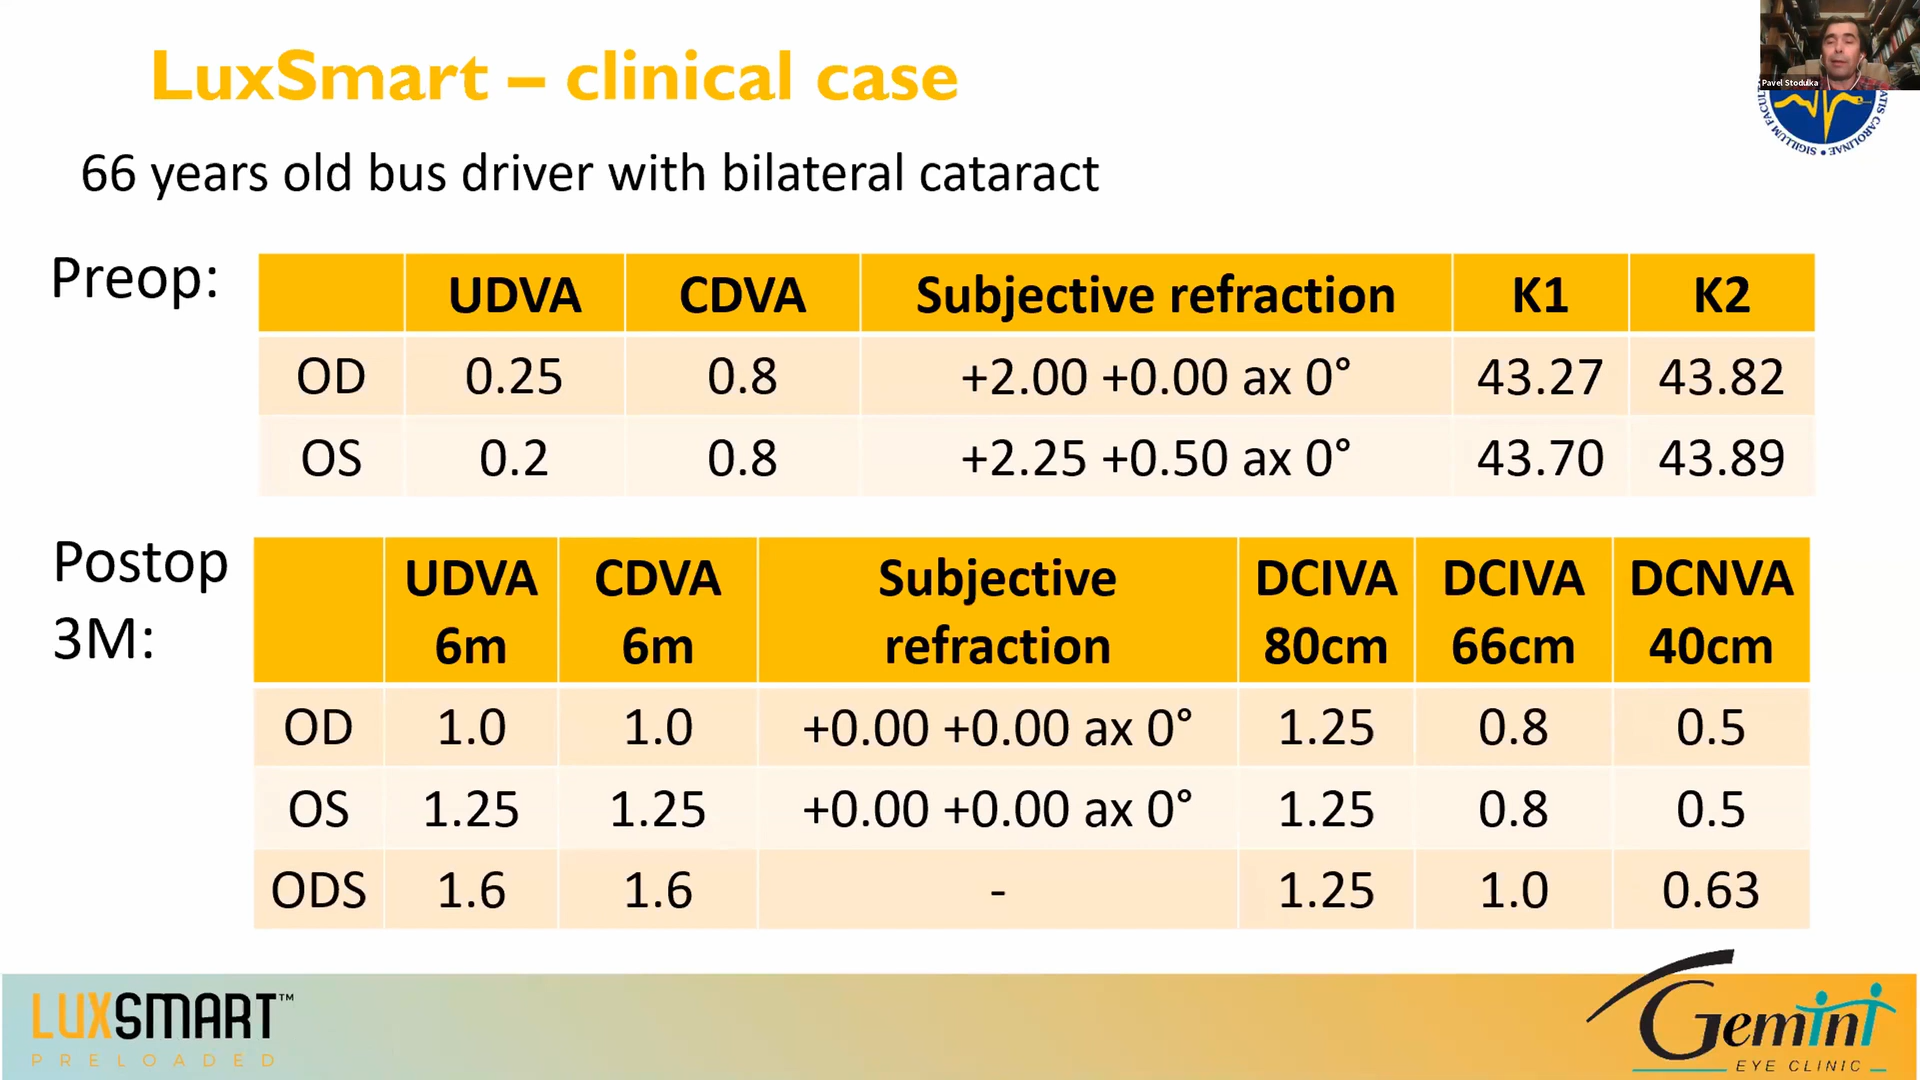 LuxSmart – clinical case
Pavel Stodulka
SIGILLUM FACUL
ATIS CAROLINAE
66 years old bus driver with bilateral cataract
Preop:
UDVA CDVA Subjective refraction K1 K2
OD 0.25 0.8 +2.00 +0.00 ax 0° 43.27 43.82
OS 0.2 0.8 +2.25 +0.50 ax 0° 43.70 43.89
Postop
3M:
UDVA CDVA Subjective DCIVA DCIVA DCNVA
6m 6m refraction 80cm 66cm 40cm
OD 1.0 1.0 +0.00 +0.00 ax 0° 1.25 0.8 0.5
OS 1.25 1.25 +0.00 +0.00 ax 0° 1.25 0.8 0.5
ODS 1.6 1.6 - 1.25 1.0 0.63
LUXSMART™
PRELOADED
Gemini
EYE CLINIC